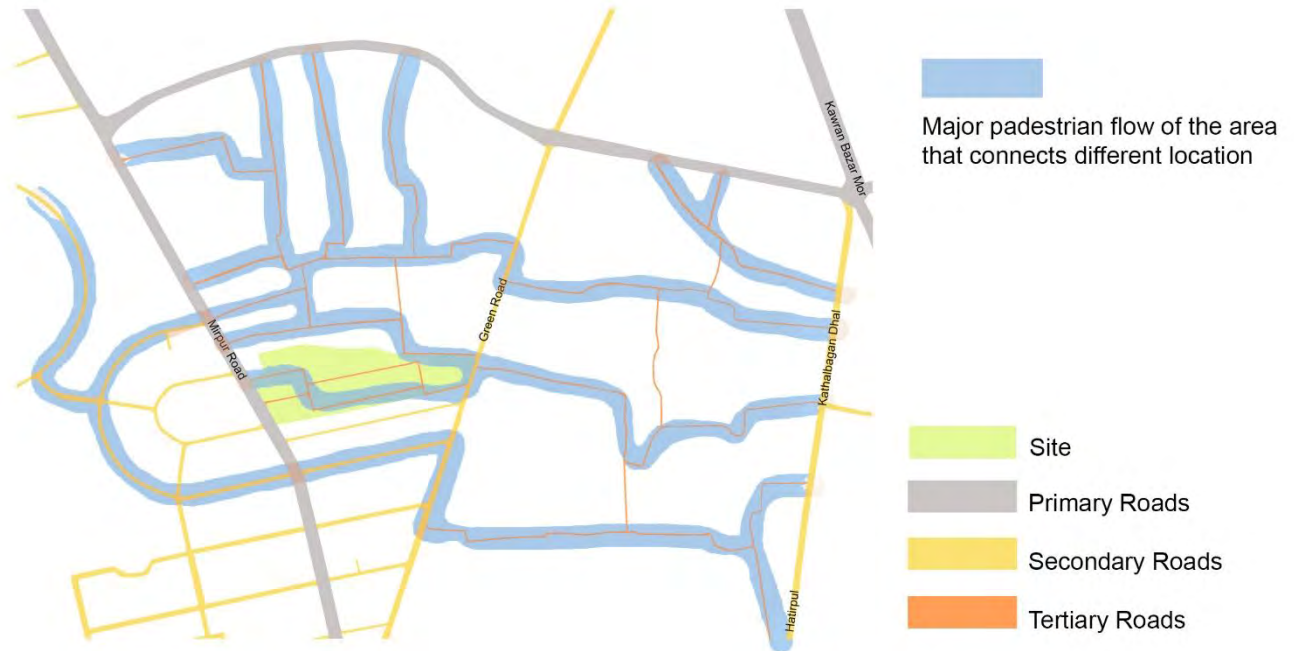 Kawran Bazar Mor
Major padestrian flow of the area
that connects different location
Green Road
Mirpur Road
Kathalbagan Dhal
Site
Primary Roads
Secondary Roads
Hatirpul
Tertiary Roads